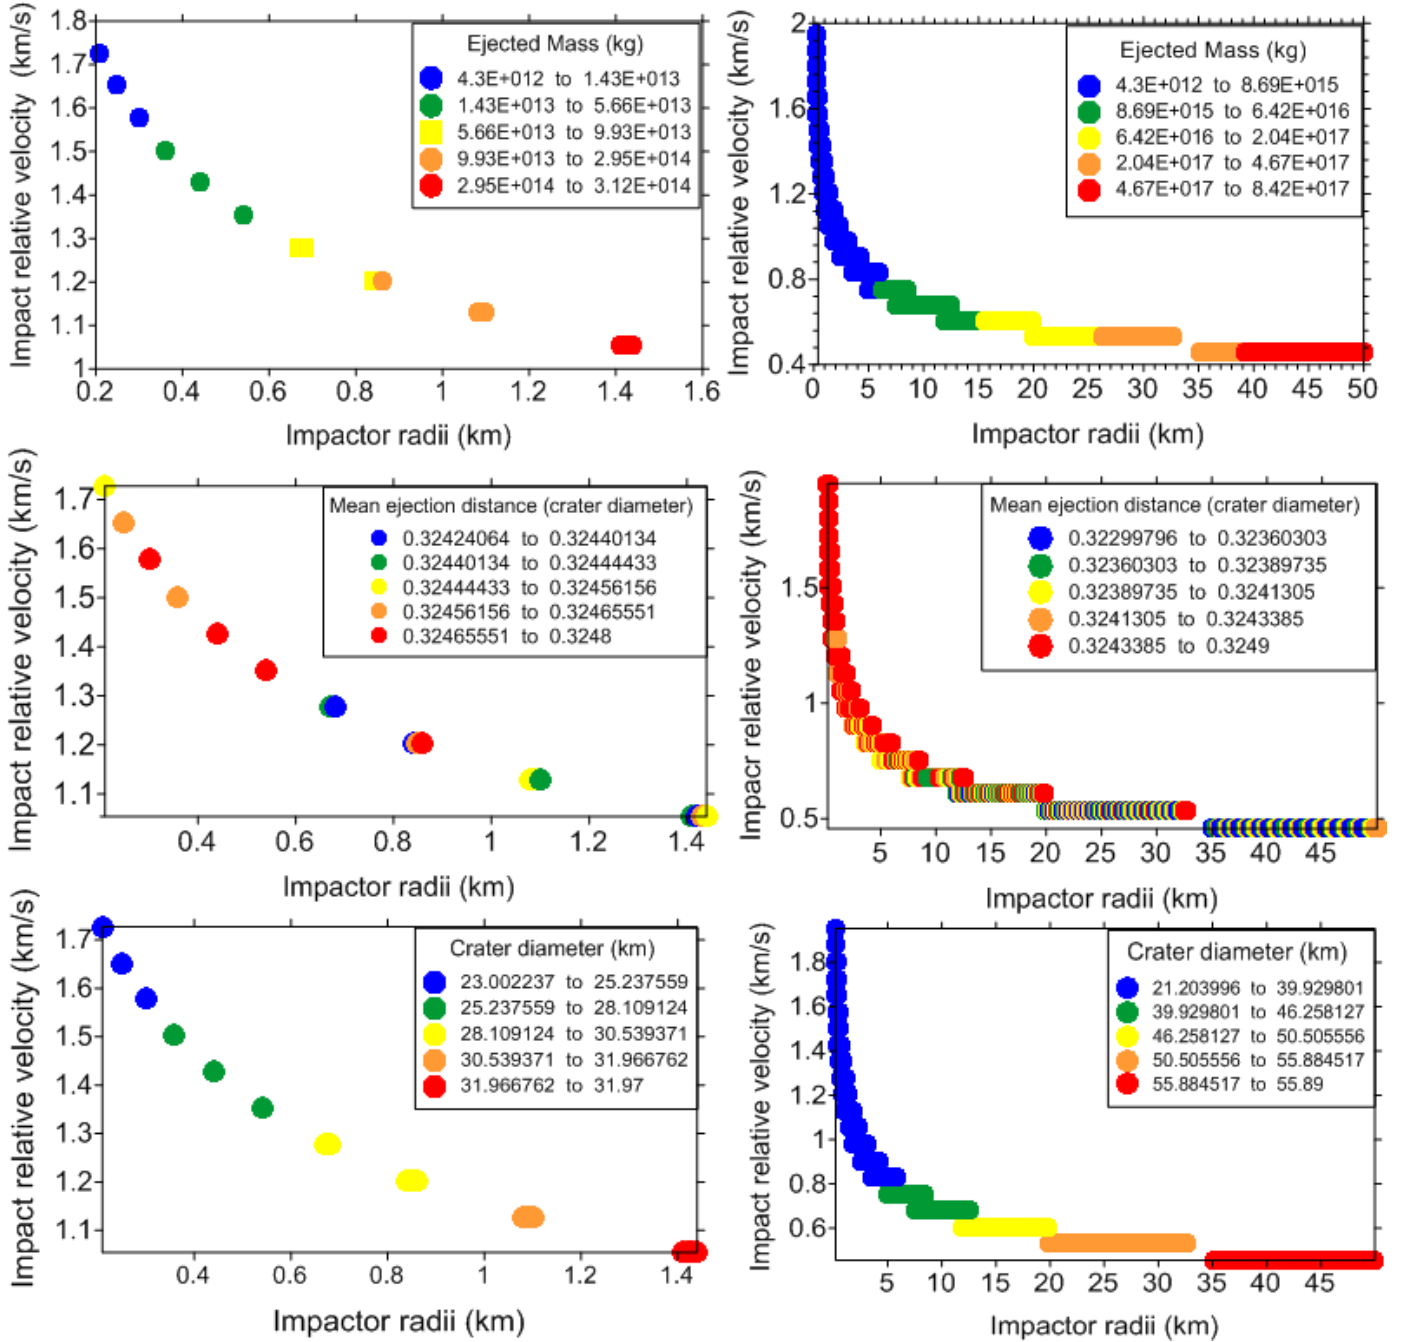 Impact relative velocity (km/s)
1.8
1.7
1.6
1.5
1.4
1.3
1.2
1.1
1
0.2 0.4 0.6 0.8 1 1.2 1.4 1.6
Impactor radii (km)
Ejected Mass (kg)
4.3E+012 to 1.43E+013
1.43E+013 to 5.66E+013
5.66E+013 to 9.93E+013
9.93E+013 to 2.95E+014
2.95E+014 to 3.12E+014
Impact relative velocity (km/s)
2
1.6
1.2
0.8
0.4
0 5 10 15 20 25 30 35 40 45 50
Impactor radii (km)
Ejected Mass (kg)
4.3E+012 to 8.69E+015
8.69E+015 to 6.42E+016
6.42E+016 to 2.04E+017
2.04E+017 to 4.67E+017
4.67E+017 to 8.42E+017
Impact relative velocity (km/s)
1.7
1.6
1.5
1.4
1.3
1.2
1.1
0.4 0.6 0.8 1 1.2 1.4
Impactor radii (km)
Mean ejection distance (crater diameter)
0.32424064 to 0.32440134
0.32440134 to 0.32444433
0.32444433 to 0.32456156
0.32456156 to 0.32465551
0.32465551 to 0.3248
Impacr relative velocity (km/s)
1.5
1
0.5
5 10 15 20 25 30 35 40 45
Impactor radii (km)
Mean ejection distance (crater diameter)
0.32299796 to 0.32360303
0.32360303 to 0.32389735
0.32389735 to 0.3241305
0.3241305 to 0.3243385
0.3243385 to 0.3249
Impact relative velocity (km/s)
1.7
1.6
1.5
1.4
1.3
1.2
1.1
0.4 0.6 0.8 1 1.2 1.4
Impactor radii (km)
Crater diameter (km)
23.002237 to 25.237559
25.237559 to 28.109124
28.109124 to 30.539371
30.539371 to 31.966762
31.966762 to 31.97
Impact relative velocity (km/s)
1.8
1.6
1.4
1.2
1
0.8
0.6
5 10 15 20 25 30 35 40 45
Impactor radii (km)
Crater diameter (km)
21.203996 to 39.929801
39.929801 to 46.258127
46.258127 to 50.505556
50.505556 to 55.884517
55.884517 to 55.89